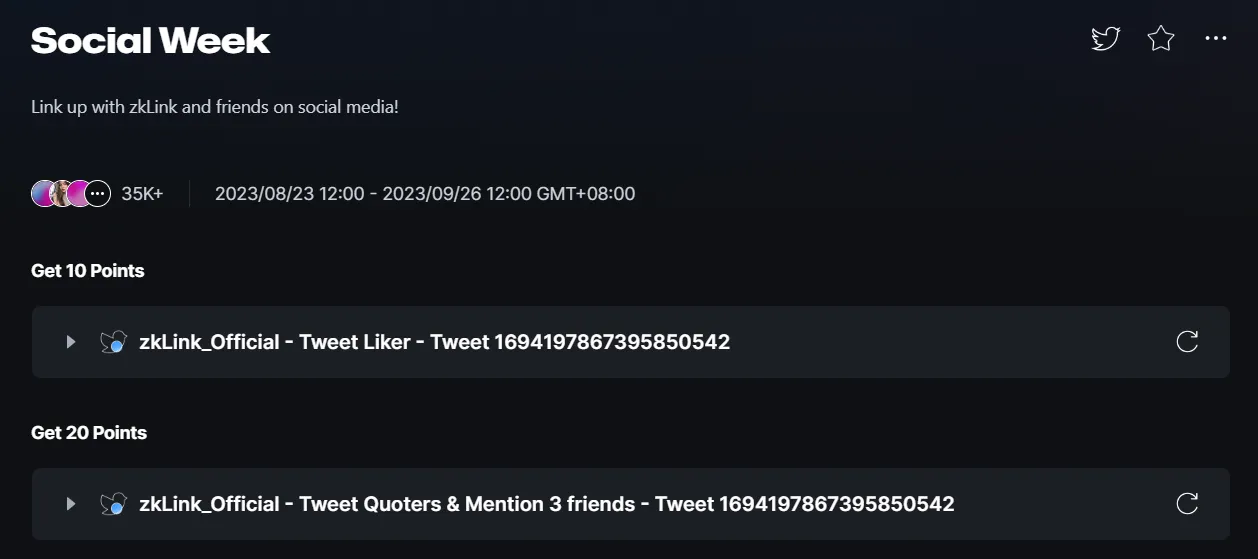 Social Week
Link up with zkLink and friends on social media!
35K+
2023/08/23 12:00 - 2023/09/26 12:00 GMT+08:00
Get 10 Points
zkLink_Official - Tweet Liker - Tweet 1694197867395850542
Get 20 Points
zkLink_Official - Tweet Quoters & Mention 3 friends - Tweet 1694197867395850542